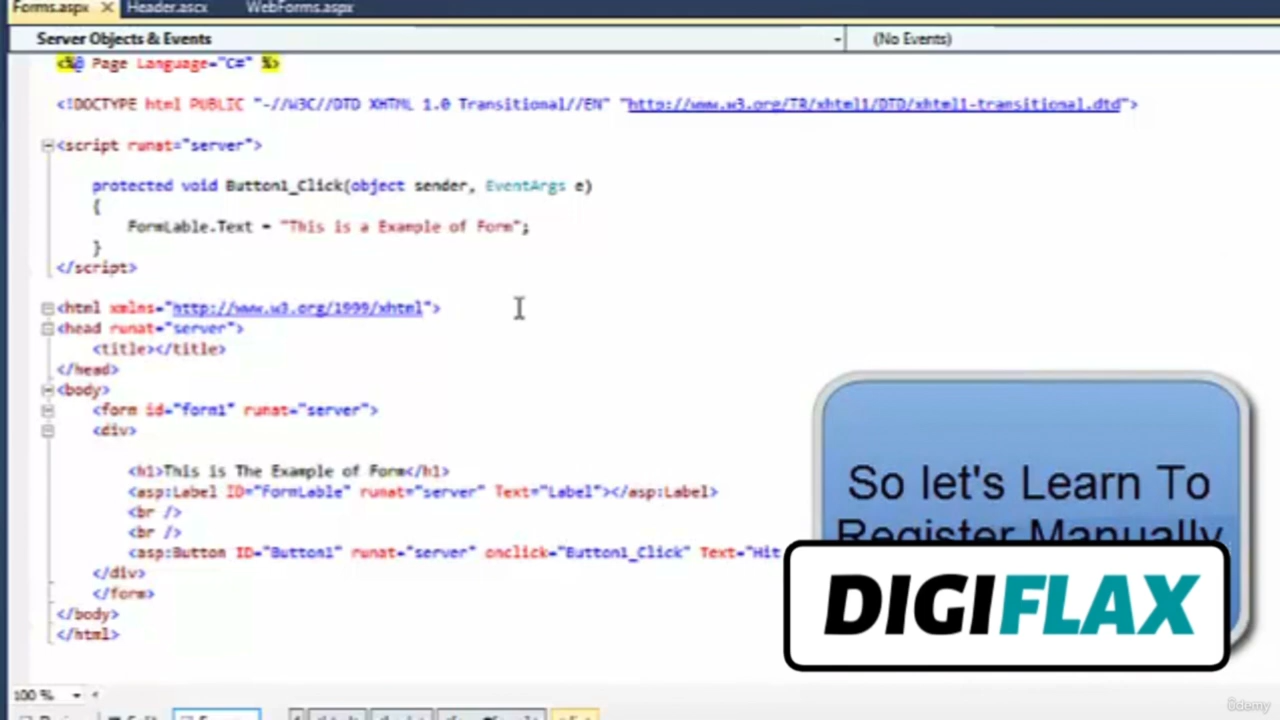 Forms.aspx Header.ascx WebForms.aspx
Server Objects & Events (No Events)
<%@ Page Language="C#" %>
<!DOCTYPE html PUBLIC "-//W3C//DTD XHTML 1.0 Transitional//EN" "http://www.w3.org/TR/xhtml1/DTD/xhtml1-transitional.dtd">
<script runat="server">
protected void Button1_Click(object sender, EventArgs e)
{
FormLable.Text = "This is a Example of Form";
}
</script>
<html xmlns="http://www.w3.org/1999/xhtml">
<head runat="server">
<title></title>
</head>
<body>
<form id="form1" runat="server">
<div>
<h1>This is The Example of Form</h1>
<asp:Label ID="FormLable" runat="server" Text="Label"></asp:Label>
<br />
<br />
<asp:Button ID="Button1" runat="server" onclick="Button1_Click" Text="Hit
</div>
</form>
</body>
</html>
So let's Learn To
Register Manually
DIGIFLAX
100 %
ûdemy